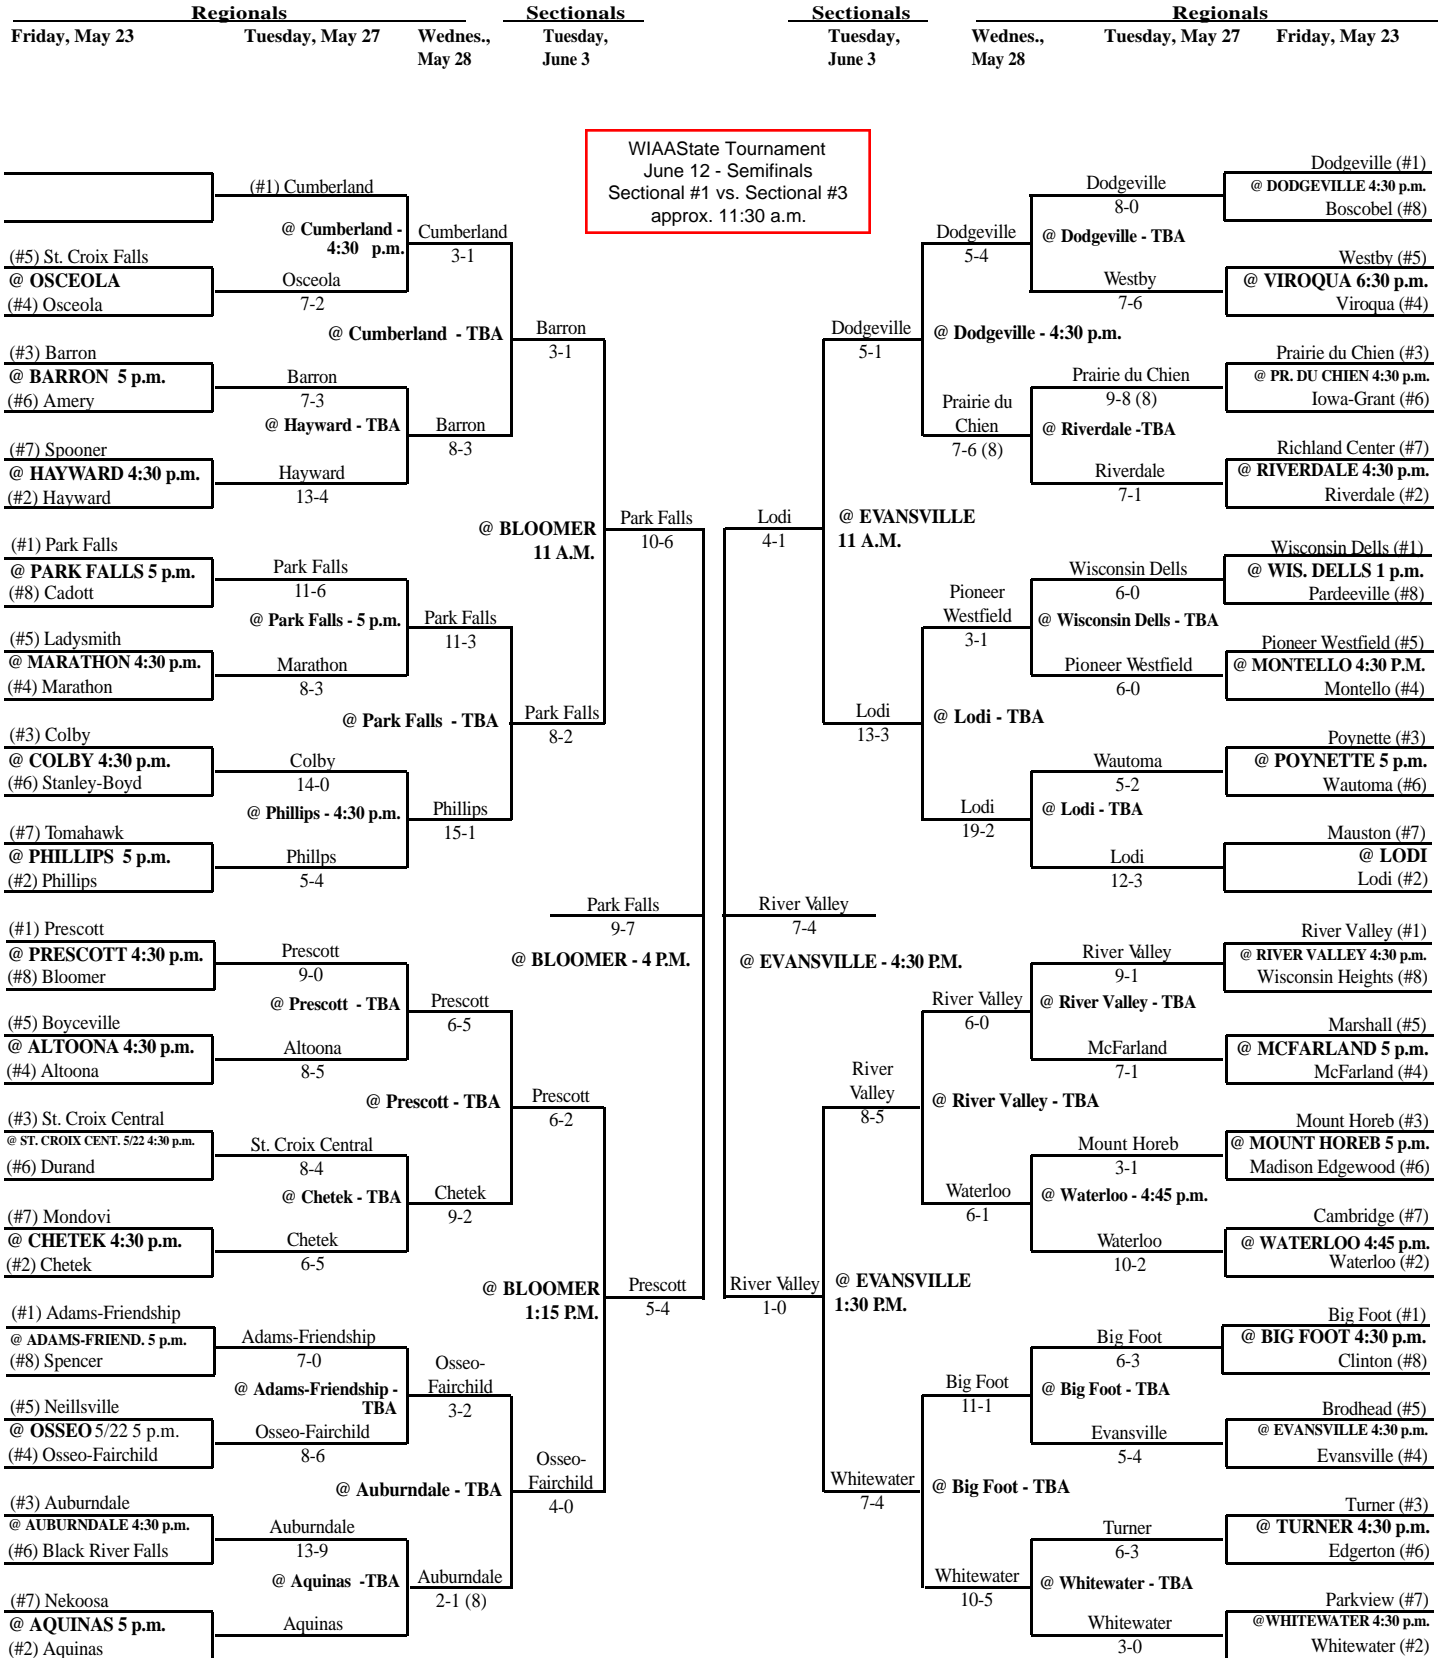 Regionals Sectionals Sectionals Regionals
Friday, May 23 Tuesday, May 27 Wednes., Tuesday, Tuesday, Wednes., Tuesday, May 27 Friday, May 23
May 28 June 3 June 3 May 28
WIAAState Tournament
June 12 - Semifinals
Sectional #1 vs. Sectional #3
approx. 11:30 a.m.
(#1) Cumberland
@ Cumberland -
4:30 p.m.
Cumberland
3-1
(#5) St. Croix Falls
@ OSCEOLA
(#4) Osceola
Osceola
7-2
@ Cumberland - TBA
Barron
3-1
(#3) Barron
@ BARRON 5 p.m.
(#6) Amery
Barron
7-3
@ Hayward - TBA
Barron
8-3
(#7) Spooner
@ HAYWARD 4:30 p.m.
(#2) Hayward
Hayward
13-4
@ BLOOMER
11 A.M.
Park Falls
10-6
(#1) Park Falls
@ PARK FALLS 5 p.m.
(#8) Cadott
Park Falls
11-6
@ Park Falls - 5 p.m.
Park Falls
11-3
(#5) Ladysmith
@ MARATHON 4:30 p.m.
(#4) Marathon
Marathon
8-3
@ Park Falls - TBA
Park Falls
8-2
(#3) Colby
@ COLBY 4:30 p.m.
(#6) Stanley-Boyd
Colby
14-0
@ Phillips - 4:30 p.m.
Phillips
15-1
(#7) Tomahawk
@ PHILLIPS 5 p.m.
(#2) Phillips
Phillps
5-4
Park Falls
9-7
@ BLOOMER - 4 P.M.
(#1) Prescott
@ PRESCOTT 4:30 p.m.
(#8) Bloomer
Prescott
9-0
@ Prescott - TBA
Prescott
6-5
(#5) Boyceville
@ ALTOONA 4:30 p.m.
(#4) Altoona
Altoona
8-5
@ Prescott - TBA
Prescott
6-2
(#3) St. Croix Central
@ ST. CROIX CENT. 5/22 4:30 p.m.
(#6) Durand
St. Croix Central
8-4
@ Chetek - TBA
Chetek
9-2
(#7) Mondovi
@ CHETEK 4:30 p.m.
(#2) Chetek
Chetek
6-5
@ BLOOMER
1:15 P.M.
Prescott
5-4
(#1) Adams-Friendship
@ ADAMS-FRIEND. 5 p.m.
(#8) Spencer
Adams-Friendship
7-0
@ Adams-Friendship -
TBA
Osseo-
Fairchild
3-2
(#5) Neillsville
@ OSSEO 5/22 5 p.m.
(#4) Osseo-Fairchild
Osseo-Fairchild
8-6
@ Auburndale - TBA
Osseo-
Fairchild
4-0
(#3) Auburndale
@ AUBURNDALE 4:30 p.m.
(#6) Black River Falls
Auburndale
13-9
@ Aquinas -TBA
Auburndale
2-1 (8)
(#7) Nekoosa
@ AQUINAS 5 p.m.
(#2) Aquinas
Aquinas
Dodgeville (#1)
@ DODGEVILLE 4:30 p.m.
Boscobel (#8)
Dodgeville
8-0
@ Dodgeville - TBA
Dodgeville
5-4
Westby (#5)
@ VIROQUA 6:30 p.m.
Viroqua (#4)
Westby
7-6
Dodgeville
5-1
@ Dodgeville - 4:30 p.m.
Prairie du Chien (#3)
@ PR. DU CHIEN 4:30 p.m.
Iowa-Grant (#6)
Prairie du Chien
9-8 (8)
@ Riverdale -TBA
Prairie du
Chien
7-6 (8)
Richland Center (#7)
@ RIVERDALE 4:30 p.m.
Riverdale (#2)
Riverdale
7-1
Lodi
4-1
@ EVANSVILLE
11 A.M.
Wisconsin Dells (#1)
@ WIS. DELLS 1 p.m.
Pardeeville (#8)
Wisconsin Dells
6-0
@ Wisconsin Dells - TBA
Pioneer
Westfield
3-1
Pioneer Westfield (#5)
@ MONTELLO 4:30 P.M.
Montello (#4)
Pioneer Westfield
6-0
Lodi
13-3
@ Lodi - TBA
Poynette (#3)
@ POYNETTE 5 p.m.
Wautoma (#6)
Wautoma
5-2
@ Lodi - TBA
Lodi
19-2
Mauston (#7)
@ LODI
Lodi (#2)
Lodi
12-3
River Valley
7-4
@ EVANSVILLE - 4:30 P.M.
River Valley (#1)
@ RIVER VALLEY 4:30 p.m.
Wisconsin Heights (#8)
River Valley
9-1
@ River Valley - TBA
River Valley
6-0
Marshall (#5)
@ MCFARLAND 5 p.m.
McFarland (#4)
McFarland
7-1
River
Valley
8-5
@ River Valley - TBA
Mount Horeb (#3)
@ MOUNT HOREB 5 p.m.
Madison Edgewood (#6)
Mount Horeb
3-1
@ Waterloo - 4:45 p.m.
Waterloo
6-1
Cambridge (#7)
@ WATERLOO 4:45 p.m.
Waterloo (#2)
Waterloo
10-2
River Valley
1-0
@ EVANSVILLE
1:30 P.M.
Big Foot (#1)
@ BIG FOOT 4:30 p.m.
Clinton (#8)
Big Foot
6-3
@ Big Foot - TBA
Big Foot
11-1
Brodhead (#5)
@ EVANSVILLE 4:30 p.m.
Evansville (#4)
Evansville
5-4
Whitewater
7-4
@ Big Foot - TBA
Turner (#3)
@ TURNER 4:30 p.m.
Edgerton (#6)
Turner
6-3
@ Whitewater - TBA
Whitewater
10-5
Parkview (#7)
@WHITEWATER 4:30 p.m.
Whitewater (#2)
Whitewater
3-0